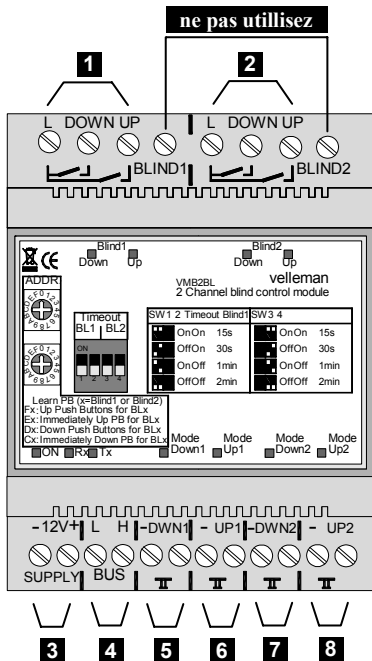 ne pas utillisez
1 2
L DOWN UP L DOWN UP
BLIND1 BLIND2
Blind1 Blind2
Down Up Down Up
CE
velleman
VMB2BL
2 Channel blind control module
ADDR
Timeout
BL1 BL2
ON
1 2 3 4
SW1 2 Timeout Blind1 SW3 4
OnOn 15s OnOn 15s
OffOn 30s OffOn 30s
OnOff 1min OnOff 1min
OffOff 2min OffOff 2min
Learn PB (x=Blind1 or Blind2)
Fx: Up Push Buttons for BLx
Ex: Immediately Up PB for BLx
Dx: Down Push Buttons for BLx
Cx: Immediately Down PB for BLx
ON Rx Tx
Mode Down1 Mode Up1 Mode Down2 Mode Up2
- 12V+ L H -DWN1 - UP1 -DWN2 - UP2
SUPPLY BUS
3 4 5 6 7 8